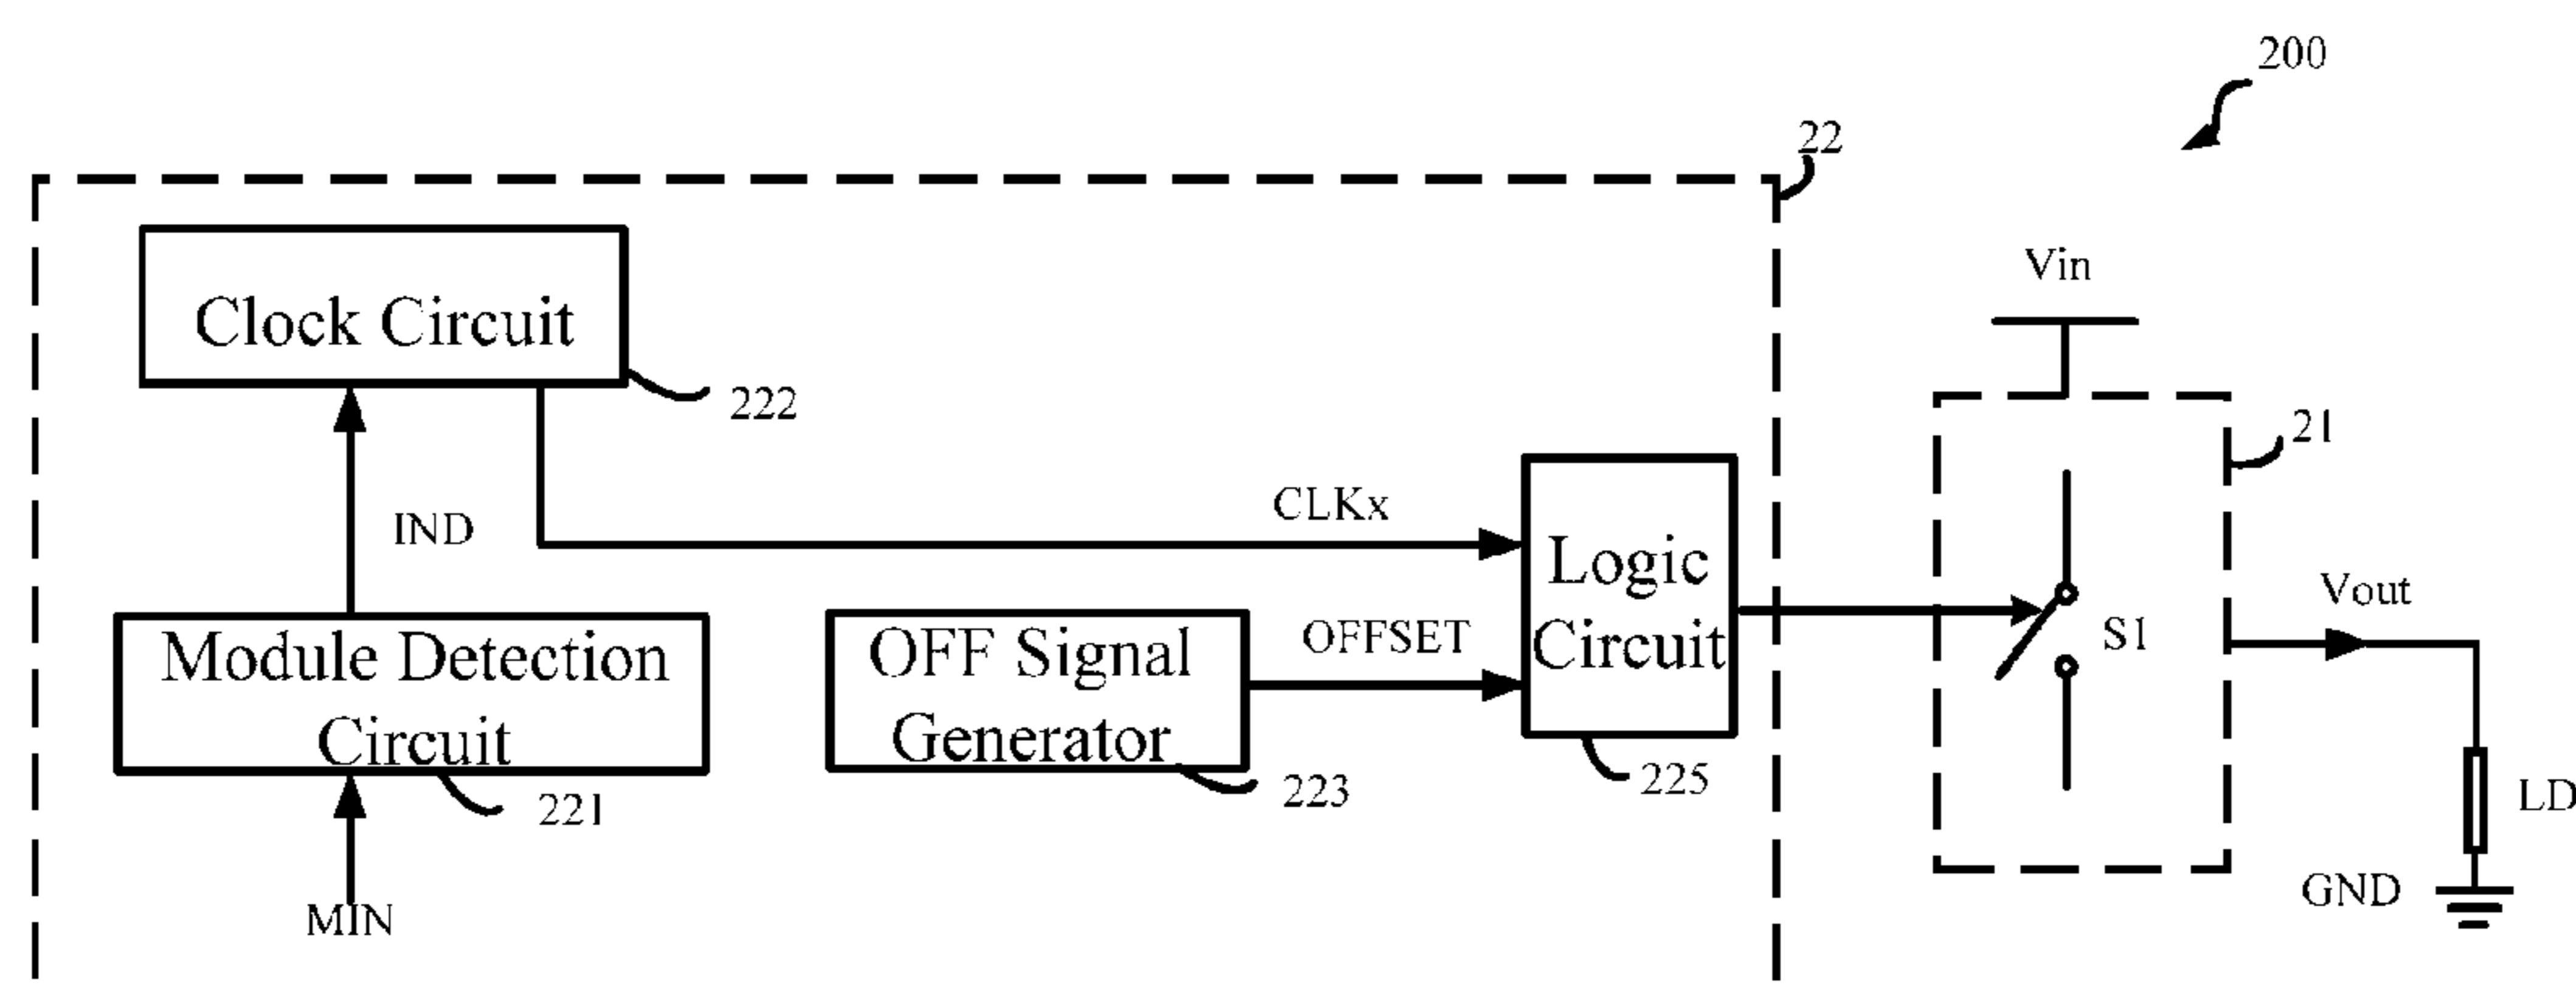 200
22
Vin
Clock Circuit
222
21
CLKx
IND
Logic
Circuit
Module Detection
Circuit
OFF Signal
Generator
OFFSET
S1
Vout
221
223
225
LD
MIN
GND